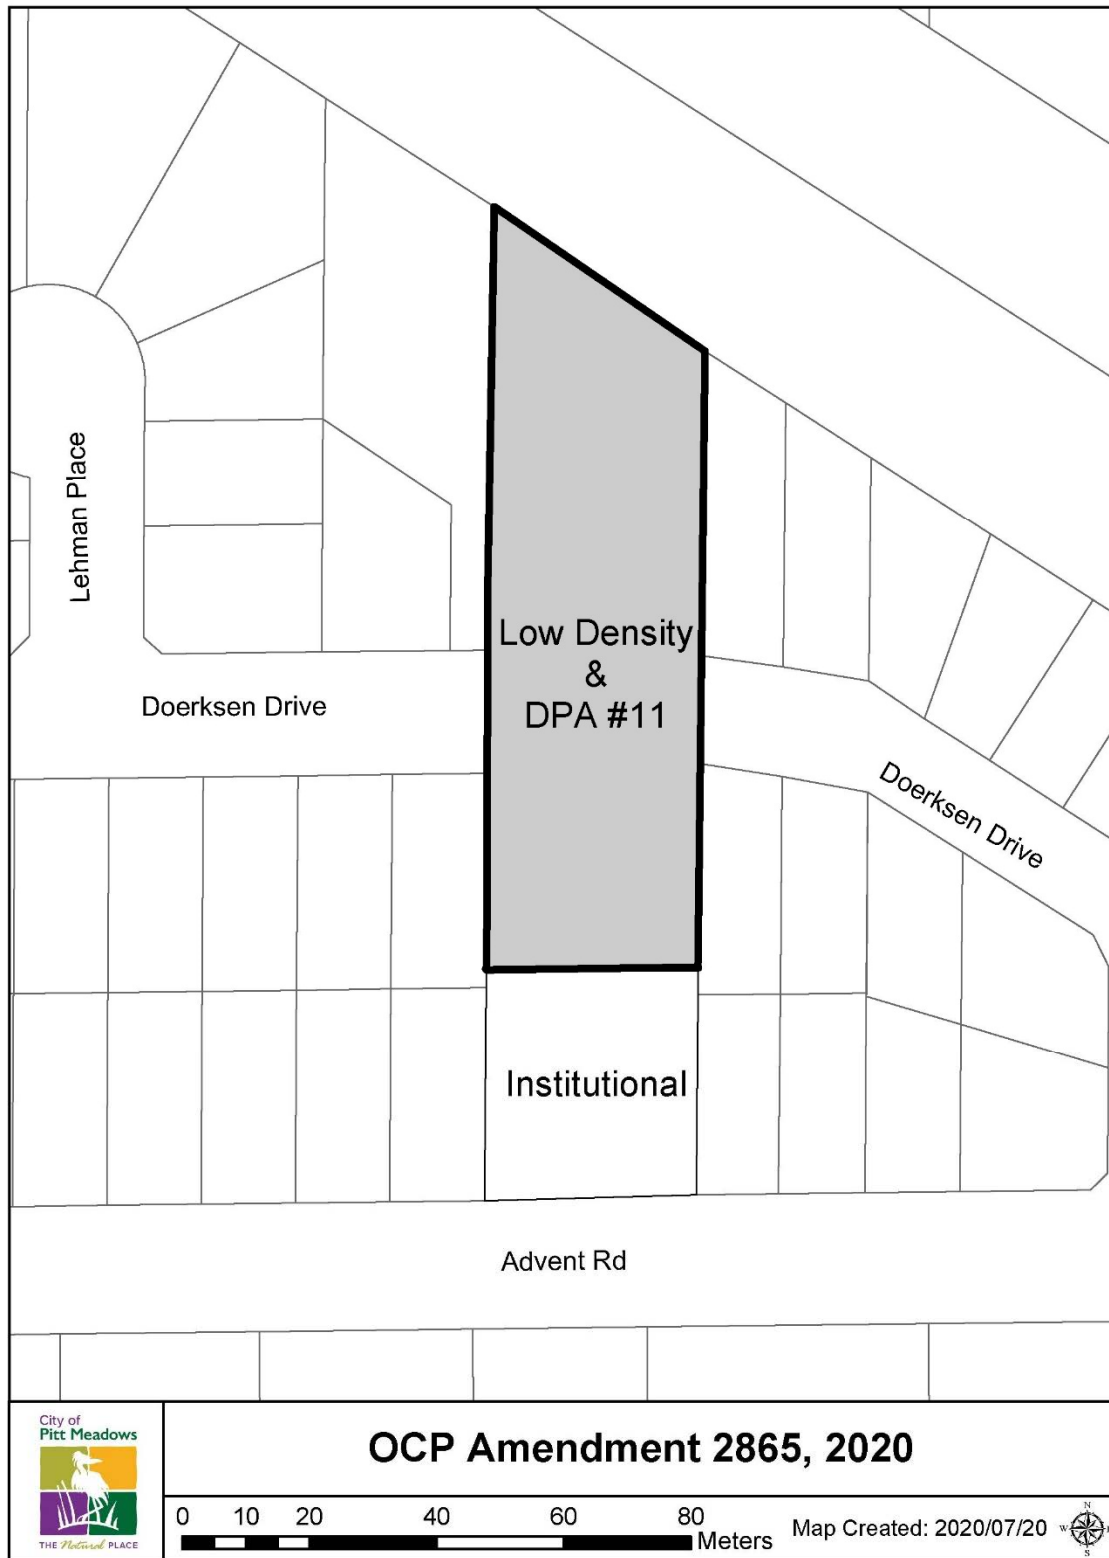 Lehman Place
Low Density
&
DPA #11
Doerksen Drive
Doerksen Drive
Institutional
Advent Rd
City of
Pitt Meadows
THE Natural PLACE
OCP Amendment 2865, 2020
0 10 20 40 60 80
Meters
Map Created: 2020/07/20
N
W
S